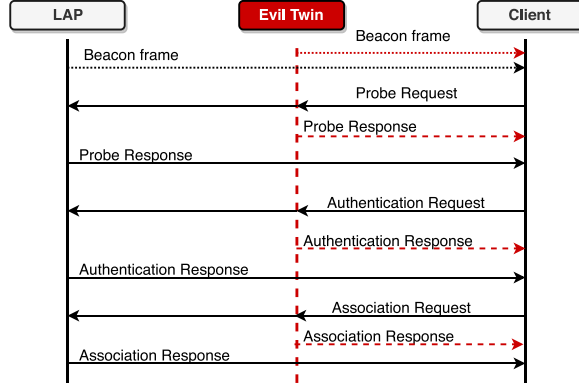 LAP
Evil Twin
Client
Beacon frame
Beacon frame
Probe Request
Probe Response
Probe Response
Authentication Request
Authentication Response
Authentication Response
Association Request
Association Response
Association Response